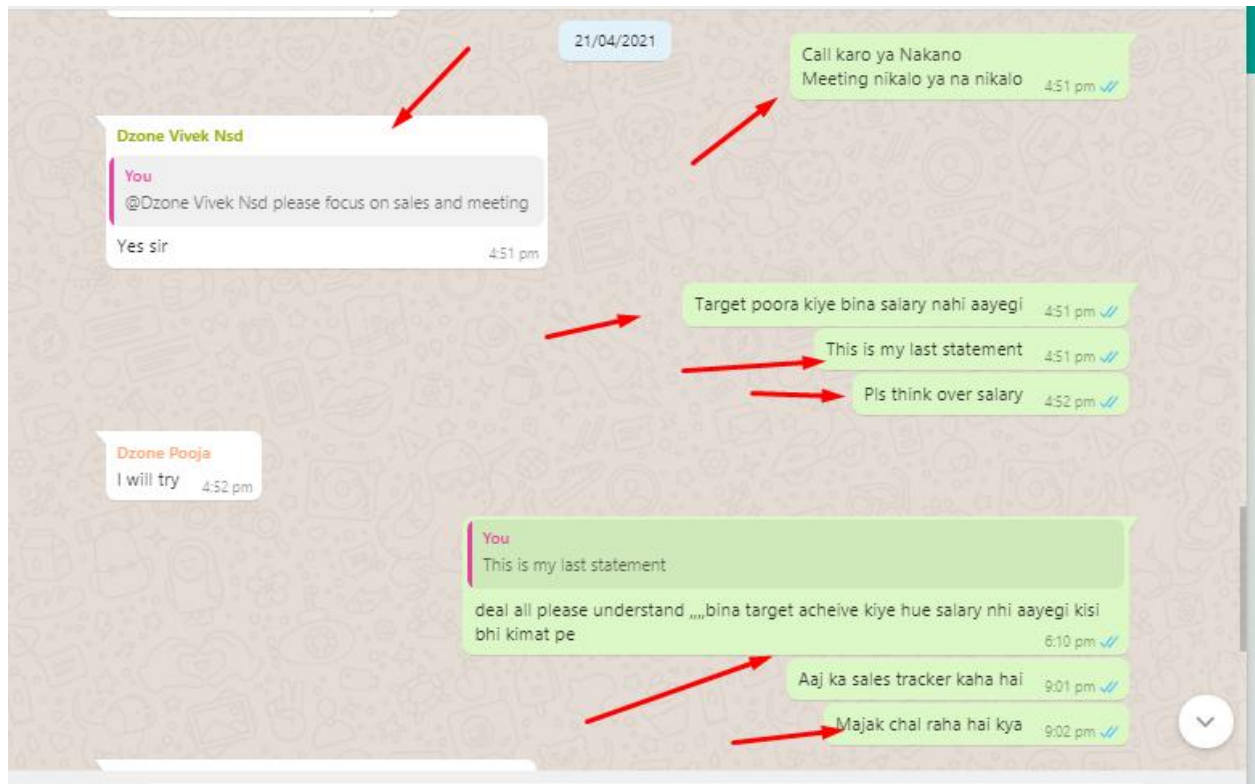 21/04/2021
Call karo ya Nakano
Meeting nikalo ya na nikalo
4:51 pm
Dzone Vivek Nsd
You
@Dzone Vivek Nsd please focus on sales and meeting
Yes sir
4:51 pm
Target poora kiye bina salary nahi aayegi 4:51 pm
This is my last statement 4:51 pm
Pls think over salary 4:52 pm
Dzone Pooja
I will try 4:52 pm
You
This is my last statement
deal all please understand ,,,,bina target acheive kiye hue salary nhi aayegi kisi
bhi kimat pe
6:10 pm
Aaj ka sales tracker kaha hai 9:01 pm
Majak chal raha hai kya 9:02 pm